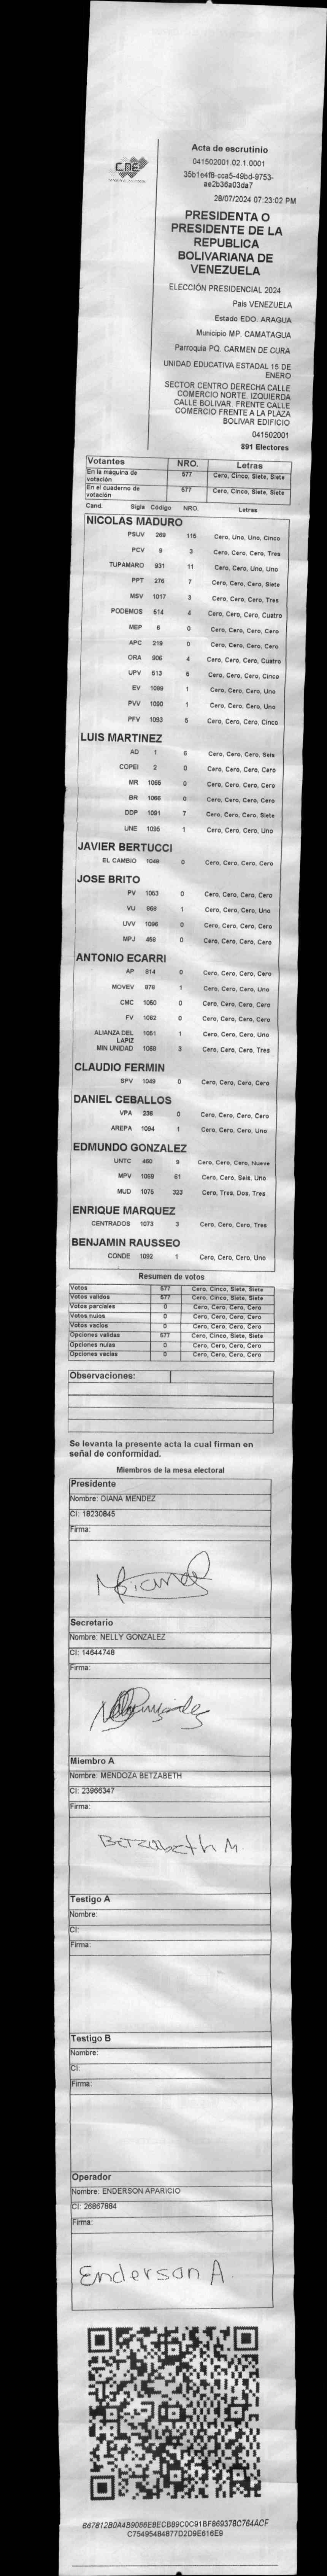 CNE
Acta de escrutinio
041502001.02.1.0001
35b1e4f8-cca5-49bd-9753-
ae2b36a03da7
28/07/2024 07:23:02 PM
PRESIDENTA O
PRESIDENTE DE LA
REPUBLICA
BOLIVARIANA DE
VENEZUELA
ELECCIÓN PRESIDENCIAL 2024
Pais VENEZUELA
Estado EDO. ARAGUA
Municipio MP. CAMATAGUA
Parroquia PQ. CARMEN DE CURA
UNIDAD EDUCATIVA ESTADAL 15 DE
ENERO
SECTOR CENTRO DERECHA CALLE
COMERCIO NORTE. IZQUIERDA
CALLE BOLIVAR. FRENTE CALLE
COMERCIO FRENTE A LA PLAZA
BOLIVAR EDIFICIO
041502001
891 Electores
Votantes NRO. Letras
En la máquina de votación 577 Cero, Cinco, Siete, Siete
En el cuaderno de votación 577 Cero, Cinco, Siete, Siete
Cand. Sigla Código NRO. Letras
NICOLAS MADURO
PSUV 269 115 Cero, Uno, Uno, Cinco
PCV 9 3 Cero, Cero, Cero, Tres
TUPAMARO 931 11 Cero, Cero, Uno, Uno
PPT 276 7 Cero, Cero, Cero, Siete
MSV 1017 3 Cero, Cero, Cero, Tres
PODEMOS 514 4 Cero, Cero, Cero, Cuatro
MEP 6 0 Cero, Cero, Cero, Cero
APC 219 0 Cero, Cero, Cero, Cero
ORA 906 4 Cero, Cero, Cero, Cuatro
UPV 513 5 Cero, Cero, Cero, Cinco
EV 1089 1 Cero, Cero, Cero, Uno
PVV 1090 1 Cero, Cero, Cero, Uno
PFV 1093 5 Cero, Cero, Cero, Cinco
LUIS MARTINEZ
AD 1 6 Cero, Cero, Cero, Seis
COPEI 2 0 Cero, Cero, Cero, Cero
MR 1065 0 Cero, Cero, Cero, Cero
BR 1066 0 Cero, Cero, Cero, Cero
DDP 1081 7 Cero, Cero, Cero, Siete
UNE 1095 1 Cero, Cero, Cero, Uno
JAVIER BERTUCCI
EL CAMBIO 1048 0 Cero, Cero, Cero, Cero
JOSE BRITO
PV 1053 0 Cero, Cero, Cero, Cero
VU 968 1 Cero, Cero, Cero, Uno
UVV 1096 0 Cero, Cero, Cero, Cero
MPJ 458 0 Cero, Cero, Cero, Cero
ANTONIO ECARRI
AP 814 0 Cero, Cero, Cero, Cero
MOVEV 978 1 Cero, Cero, Cero, Uno
CMC 1060 0 Cero, Cero, Cero, Cero
FV 1062 0 Cero, Cero, Cero, Cero
ALIANZA DEL LAPIZ 1051 1 Cero, Cero, Cero, Uno
MIN UNIDAD 1068 3 Cero, Cero, Cero, Tres
CLAUDIO FERMIN
SPV 1049 0 Cero, Cero, Cero, Cero
DANIEL CEBALLOS
VPA 236 0 Cero, Cero, Cero, Cero
AREPA 1084 1 Cero, Cero, Cero, Uno
EDMUNDO GONZALEZ
UNTC 460 9 Cero, Cero, Cero, Nueve
MPV 1069 61 Cero, Cero, Seis, Uno
MUD 1075 323 Cero, Tres, Dos, Tres
ENRIQUE MARQUEZ
CENTRADOS 1073 3 Cero, Cero, Cero, Tres
BENJAMIN RAUSSEO
CONDE 1092 1 Cero, Cero, Cero, Uno
Resumen de votos
Votos 577 Cero, Cinco, Siete, Siete
Votos validos 577 Cero, Cinco, Siete, Siete
Votos parciales 0 Cero, Cero, Cero, Cero
Votos nulos 0 Cero, Cero, Cero, Cero
Votos vacios 0 Cero, Cero, Cero, Cero
Opciones validas 577 Cero, Cinco, Siete, Siete
Opciones nulas 0 Cero, Cero, Cero, Cero
Opciones vacias 0 Cero, Cero, Cero, Cero
Observaciones:
Se levanta la presente acta la cual firman en
señal de conformidad.
Miembros de la mesa electoral
Presidente
Nombre: DIANA MENDEZ
CI: 18230845
Firma:
Secretario
Nombre: NELLY GONZALEZ
CI: 14644748
Firma:
Miembro A
Nombre: MENDOZA BETZABETH
CI: 23966347
Firma:
Betzabeth M.
Testigo A
Nombre:
CI:
Firma:
Testigo B
Nombre:
CI:
Firma:
Operador
Nombre: ENDERSON APARICIO
CI: 26867884
Firma:
Enderson A.
B67812B0A4B9066E8ECB89C0C91BF869378C764ACF
C75495484877D2D9E616E9